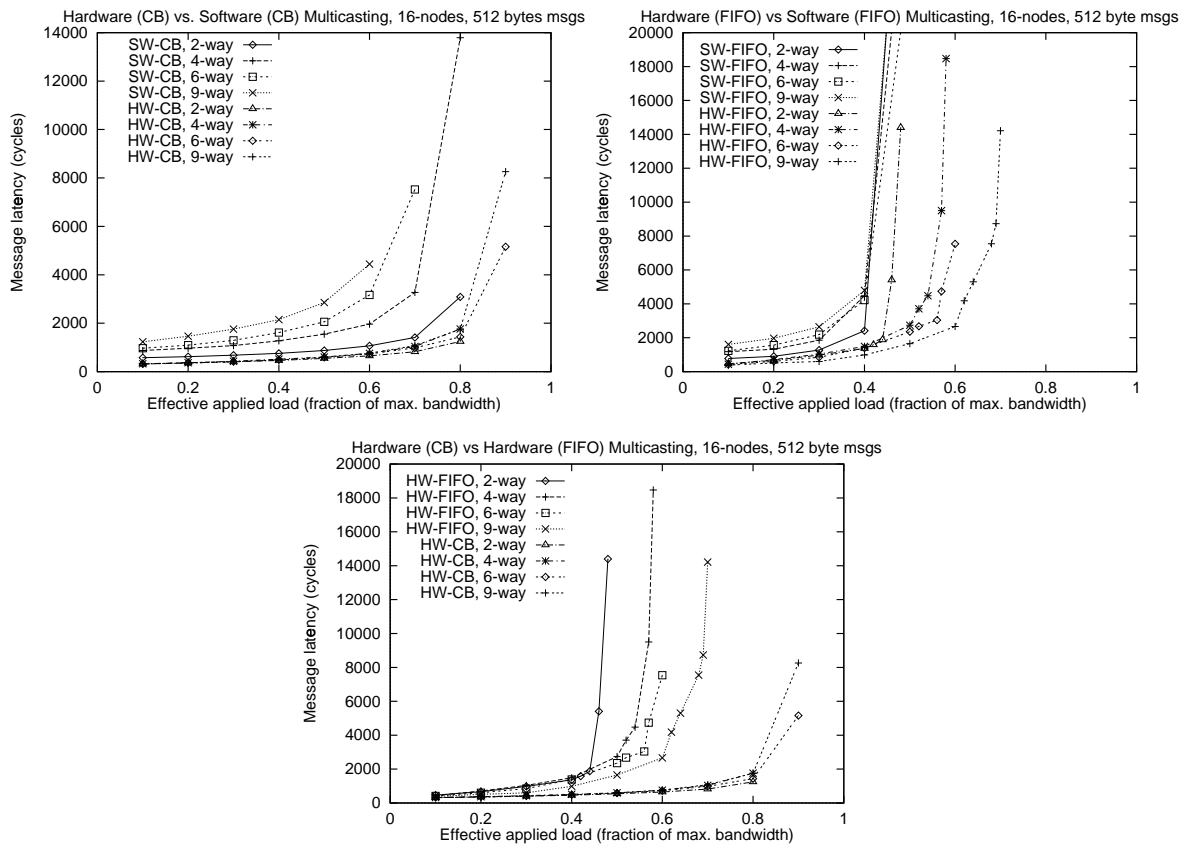 Hardware (CB) vs. Software (CB) Multicasting, 16-nodes, 512 bytes msgs
14000
12000
10000
8000
6000
4000
2000
0
Message latency (cycles)
SW-CB, 2-way
SW-CB, 4-way
SW-CB, 6-way
SW-CB, 9-way
HW-CB, 2-way
HW-CB, 4-way
HW-CB, 6-way
HW-CB, 9-way
0 0.2 0.4 0.6 0.8 1
Effective applied load (fraction of max. bandwidth)
Hardware (FIFO) vs Software (FIFO) Multicasting, 16-nodes, 512 bytes msgs
20000
18000
16000
14000
12000
10000
8000
6000
4000
2000
0
Message latency (cycles)
SW-FIFO, 2-way
SW-FIFO, 4-way
SW-FIFO, 6-way
SW-FIFO, 9-way
HW-FIFO, 2-way
HW-FIFO, 4-way
HW-FIFO, 6-way
HW-FIFO, 9-way
0 0.2 0.4 0.6 0.8 1
Effective applied load (fraction of max. bandwidth)
Hardware (CB) vs Hardware (FIFO) Multicasting, 16-nodes, 512 byte msgs
20000
18000
16000
14000
12000
10000
8000
6000
4000
2000
0
Message latency (cycles)
HW-FIFO, 2-way
HW-FIFO, 4-way
HW-FIFO, 6-way
HW-FIFO, 9-way
HW-CB, 2-way
HW-CB, 4-way
HW-CB, 6-way
HW-CB, 9-way
0 0.2 0.4 0.6 0.8 1
Effective applied load (fraction of max. bandwidth)